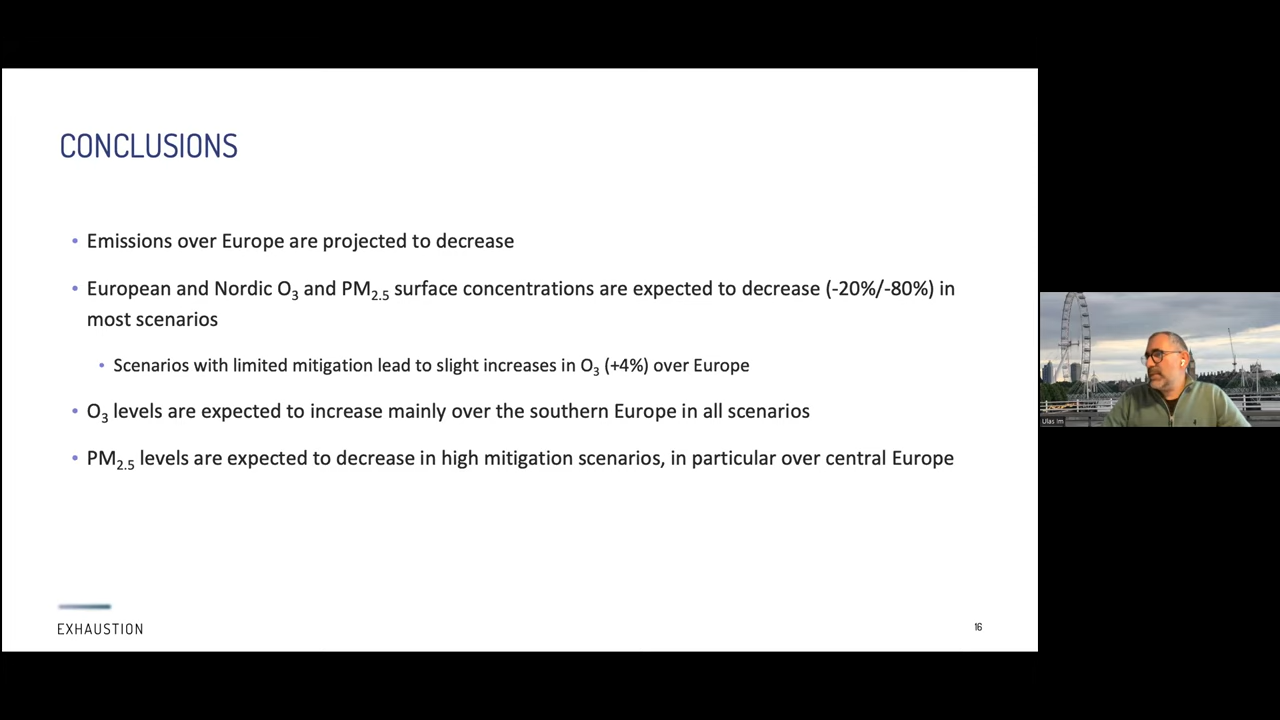 CONCLUSIONS
• Emissions over Europe are projected to decrease
• European and Nordic O₃ and PM₂.₅ surface concentrations are expected to decrease (-20%/-80%) in
most scenarios
• Scenarios with limited mitigation lead to slight increases in O₃ (+4%) over Europe
• O₃ levels are expected to increase mainly over the southern Europe in all scenarios
• PM₂.₅ levels are expected to decrease in high mitigation scenarios, in particular over central Europe
Ulas Im
EXHAUSTION
16